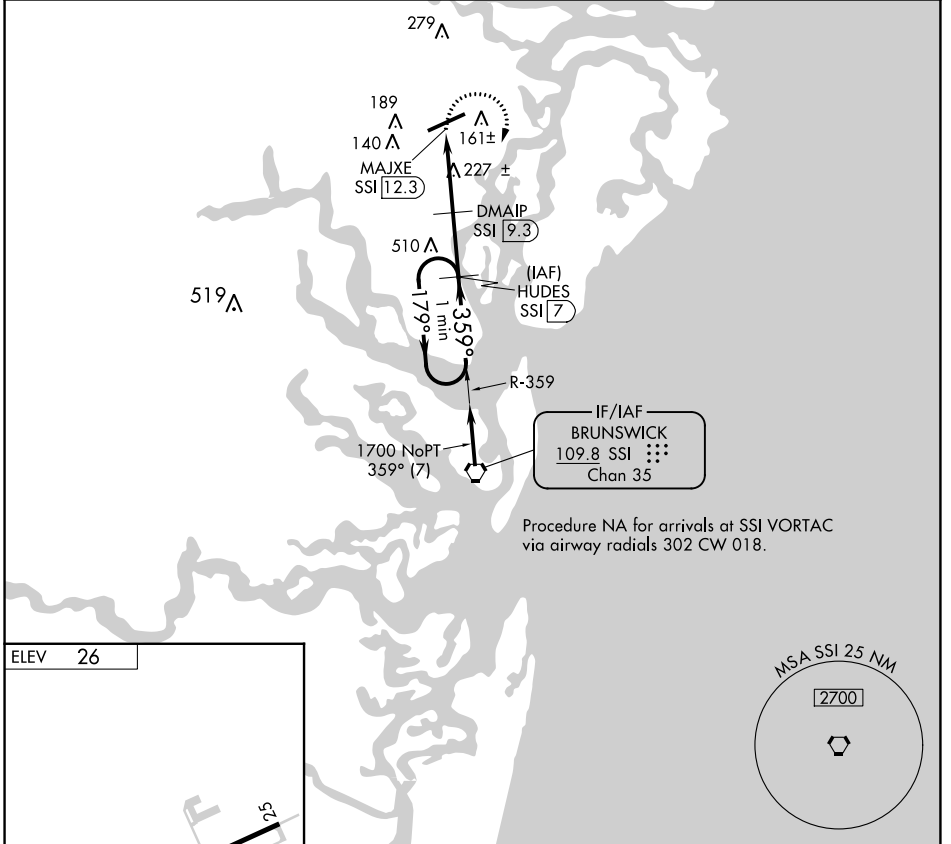 279
189
140
161±
MAJXE
SSI 12.3
227 ±
DMAIP
SSI 9.3
510
(IAF)
HUDES
SSI 7
519
179°
1 min
359°
R-359
IF/IAF
BRUNSWICK
109.8 SSI
Chan 35
1700 NoPT
359° (7)
Procedure NA for arrivals at SSI VORTAC
via airway radials 302 CW 018.
ELEV 26
25
MSA SSI 25 NM
2700